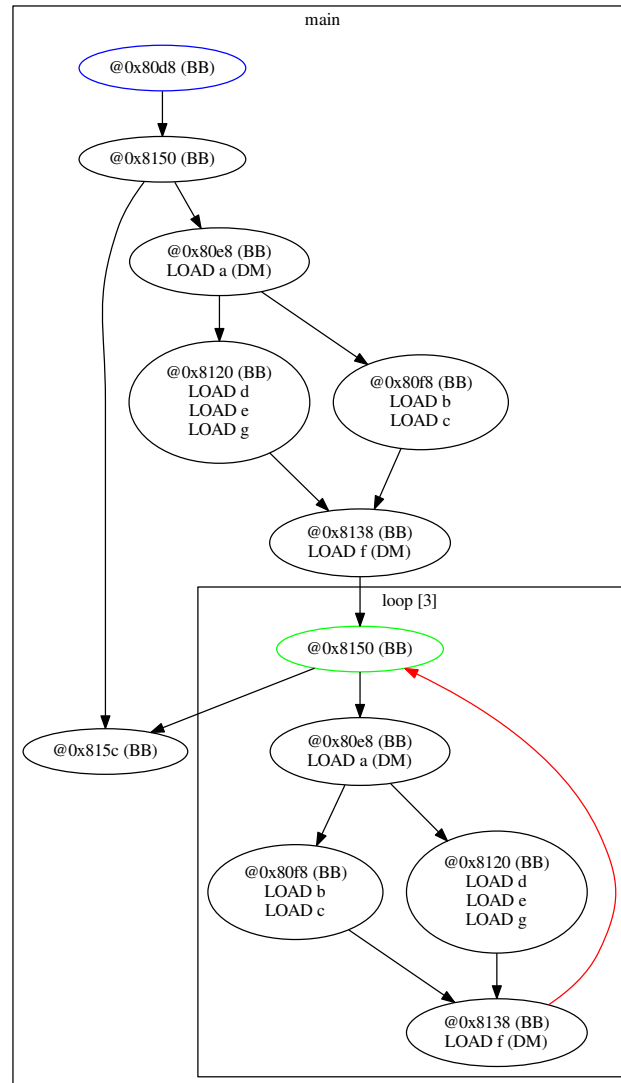 main
@0x80d8 (BB)
@0x8150 (BB)
@0x80e8 (BB)
LOAD a (DM)
@0x8120 (BB)
LOAD d
LOAD e
LOAD g
@0x80f8 (BB)
LOAD b
LOAD c
@0x8138 (BB)
LOAD f (DM)
loop [3]
@0x8150 (BB)
@0x815c (BB)
@0x80e8 (BB)
LOAD a (DM)
@0x80f8 (BB)
LOAD b
LOAD c
@0x8120 (BB)
LOAD d
LOAD e
LOAD g
@0x8138 (BB)
LOAD f (DM)